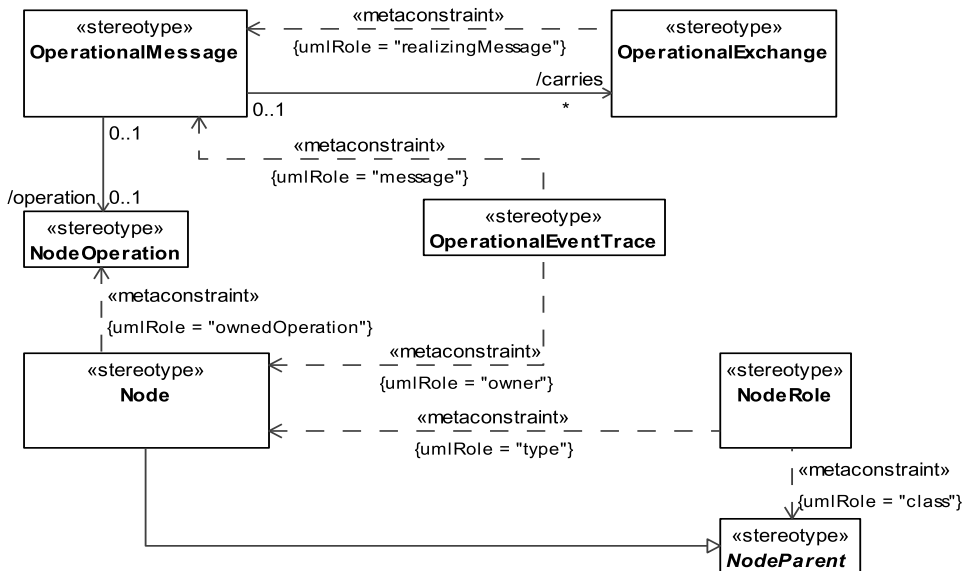 «stereotype»
OperationalMessage
«metaconstraint»
{umlRole = "realizingMessage"}
«stereotype»
OperationalExchange
/carries
0..1
*
0..1
«metaconstraint»
{umlRole = "message"}
/operation
0..1
«stereotype»
NodeOperation
«stereotype»
OperationalEventTrace
«metaconstraint»
{umlRole = "ownedOperation"}
«stereotype»
Node
«metaconstraint»
{umlRole = "owner"}
«stereotype»
NodeRole
«metaconstraint»
{umlRole = "type"}
«metaconstraint»
{umlRole = "class"}
«stereotype»
NodeParent